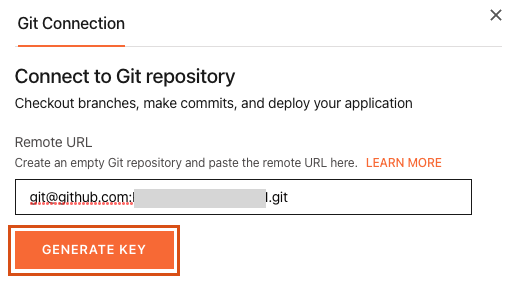 Git Connection
Connect to Git repository
Checkout branches, make commits, and deploy your application
Remote URL
Create an empty Git repository and paste the remote URL here. LEARN MORE
git@github.com: .git
GENERATE KEY